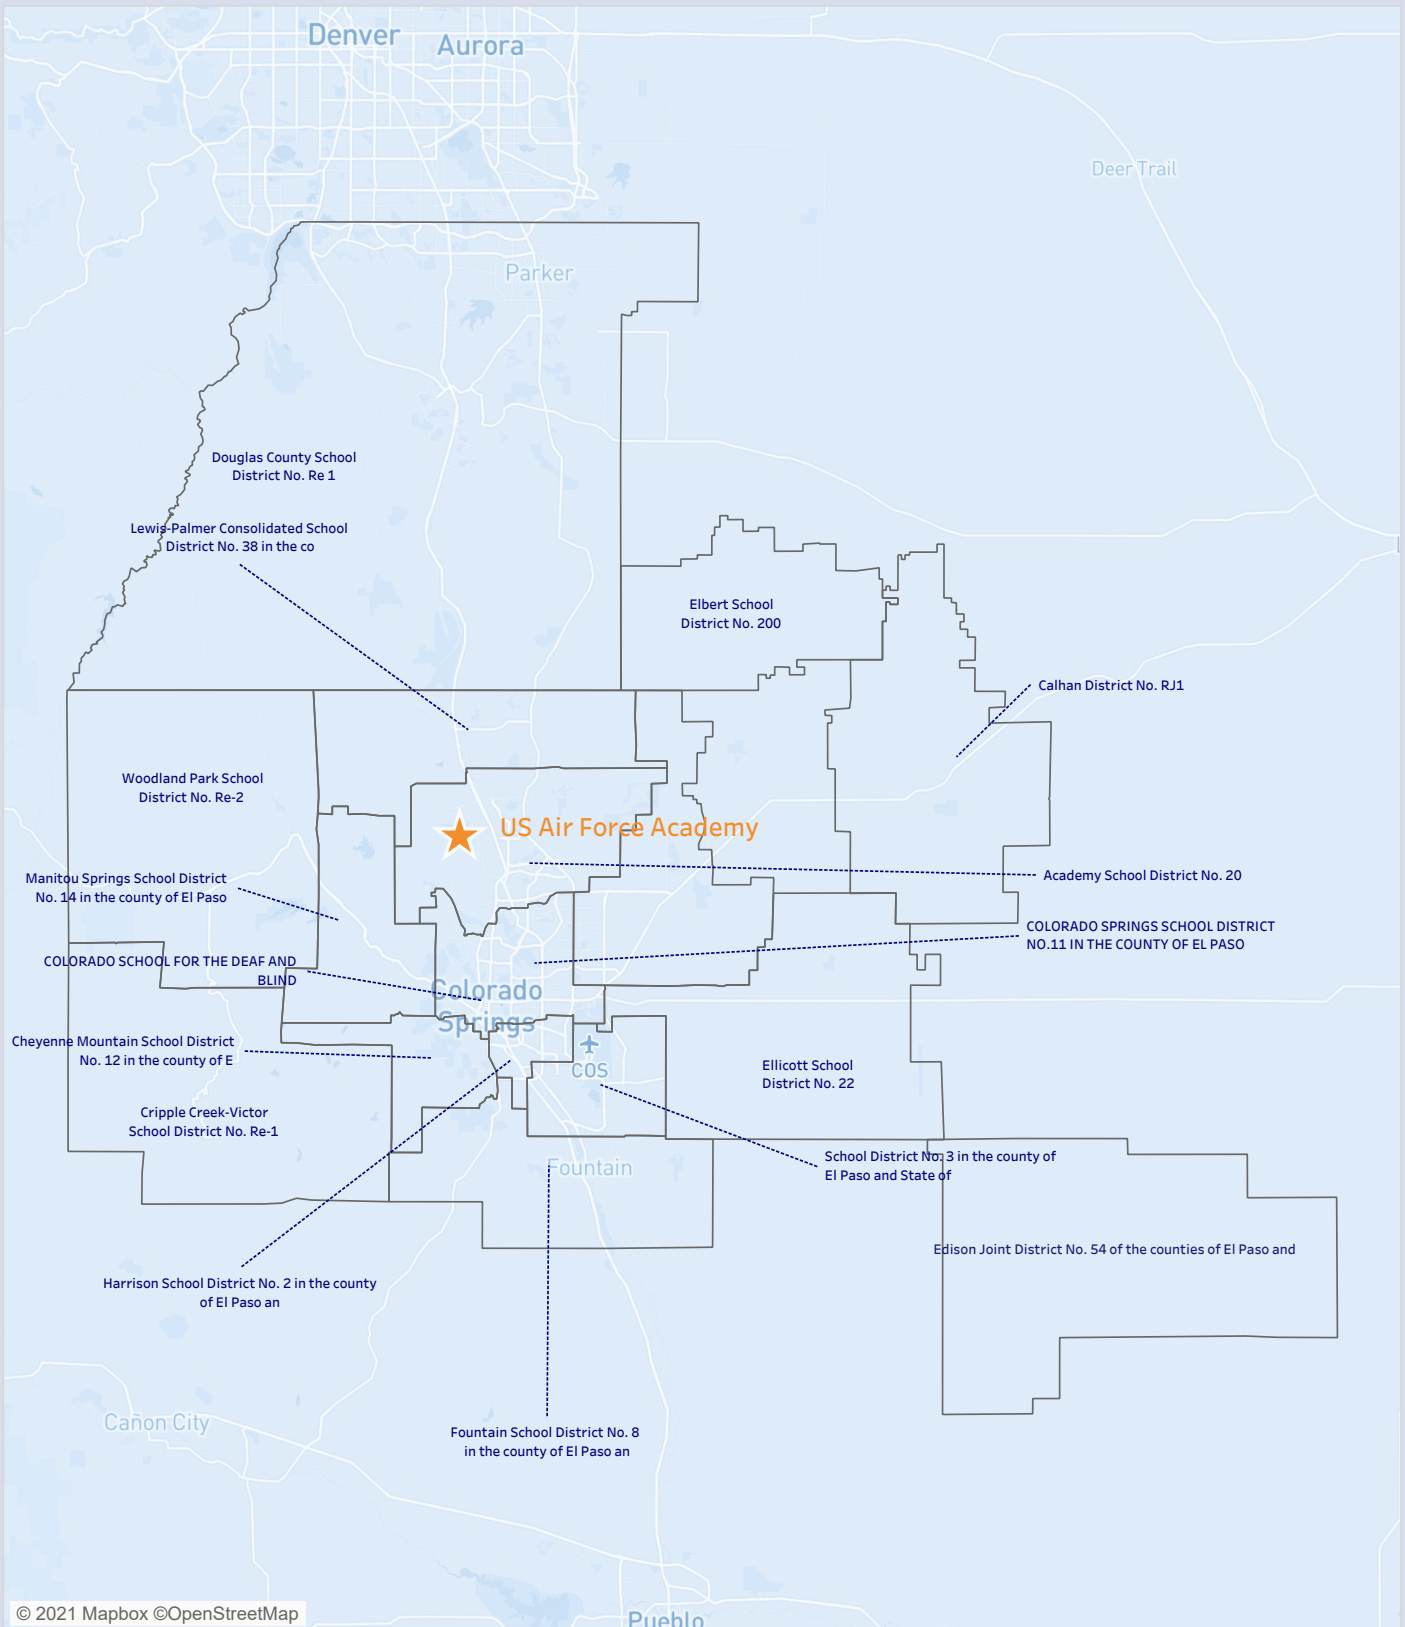 Denver
Aurora
Deer Trail
Parker
Douglas County School
District No. Re 1
Lewis-Palmer Consolidated School
District No. 38 in the co
Elbert School
District No. 200
Calhan District No. RJ1
Woodland Park School
District No. Re-2
US Air Force Academy
Academy School District No. 20
Manitou Springs School District
No. 14 in the county of El Paso
COLORADO SPRINGS SCHOOL DISTRICT
NO.11 IN THE COUNTY OF EL PASO
COLORADO SCHOOL FOR THE DEAF AND
BLIND
Colorado
Springs
Cheyenne Mountain School District
No. 12 in the county of E
COS
Ellicott School
District No. 22
Cripple Creek-Victor
School District No. Re-1
School District No. 3 in the county of
El Paso and State of
Fountain
Edison Joint District No. 54 of the counties of El Paso and
Harrison School District No. 2 in the county
of El Paso an
Cañon City
Fountain School District No. 8
in the county of El Paso an
© 2021 Mapbox ©OpenStreetMap
Pueblo